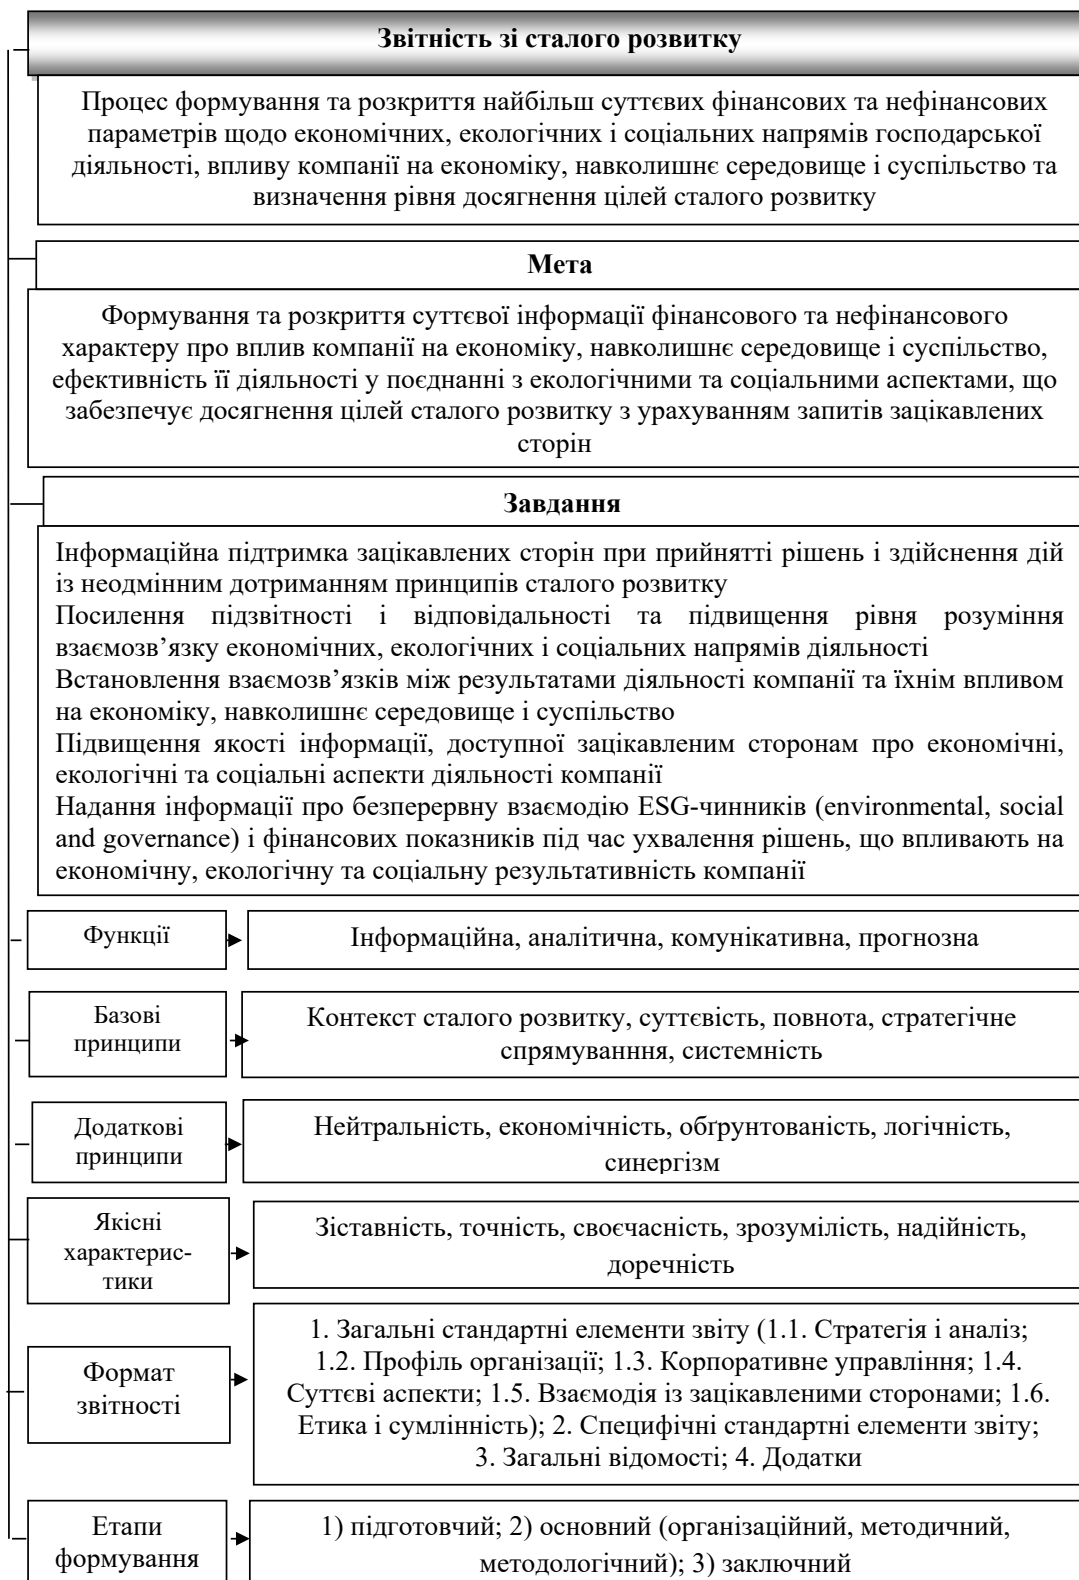 Звітність зі сталого розвитку
Процес формування та розкриття найбільш суттєвих фінансових та нефінансових
параметрів щодо економічних, екологічних і соціальних напрямів господарської
діяльності, впливу компанії на економіку, навколишнє середовище і суспільство та
визначення рівня досягнення цілей сталого розвитку
Мета
Формування та розкриття суттєвої інформації фінансового та нефінансового
характеру про вплив компанії на економіку, навколишнє середовище і суспільство,
ефективність її діяльності у поєднанні з екологічними та соціальними аспектами, що
забезпечує досягнення цілей сталого розвитку з урахуванням запитів зацікавлених
сторін
Завдання
Інформаційна підтримка зацікавлених сторін при прийнятті рішень і здійснення дій
із неодмінним дотриманням принципів сталого розвитку
Посилення підзвітності і відповідальності та підвищення рівня розуміння
взаємозв’язку економічних, екологічних і соціальних напрямів діяльності
Встановлення взаємозв’язків між результатами діяльності компанії та їхнім впливом
на економіку, навколишнє середовище і суспільство
Підвищення якості інформації, доступної зацікавленим сторонам про економічні,
екологічні та соціальні аспекти діяльності компанії
Надання інформації про безперервну взаємодію ESG-чинників (environmental, social
and governance) і фінансових показників під час ухвалення рішень, що впливають на
економічну, екологічну та соціальну результативність компанії
Функції
Інформаційна, аналітична, комунікативна, прогнозна
Базові
принципи
Контекст сталого розвитку, суттєвість, повнота, стратегічне
спрямуванння, системність
Додаткові
принципи
Нейтральність, економічність, обґрунтованість, логічність,
синергізм
Якісні
характерис-
тики
Зіставність, точність, своєчасність, зрозумілість, надійність,
доречність
Формат
звітності
1. Загальні стандартні елементи звіту (1.1. Стратегія і аналіз;
1.2. Профіль організації; 1.3. Корпоративне управління; 1.4.
Суттєві аспекти; 1.5. Взаємодія із зацікавленими сторонами; 1.6.
Етика і сумлінність); 2. Специфічні стандартні елементи звіту;
3. Загальні відомості; 4. Додатки
Етапи
формування
1) підготовчий; 2) основний (організаційний, методичний,
методологічний); 3) заключний